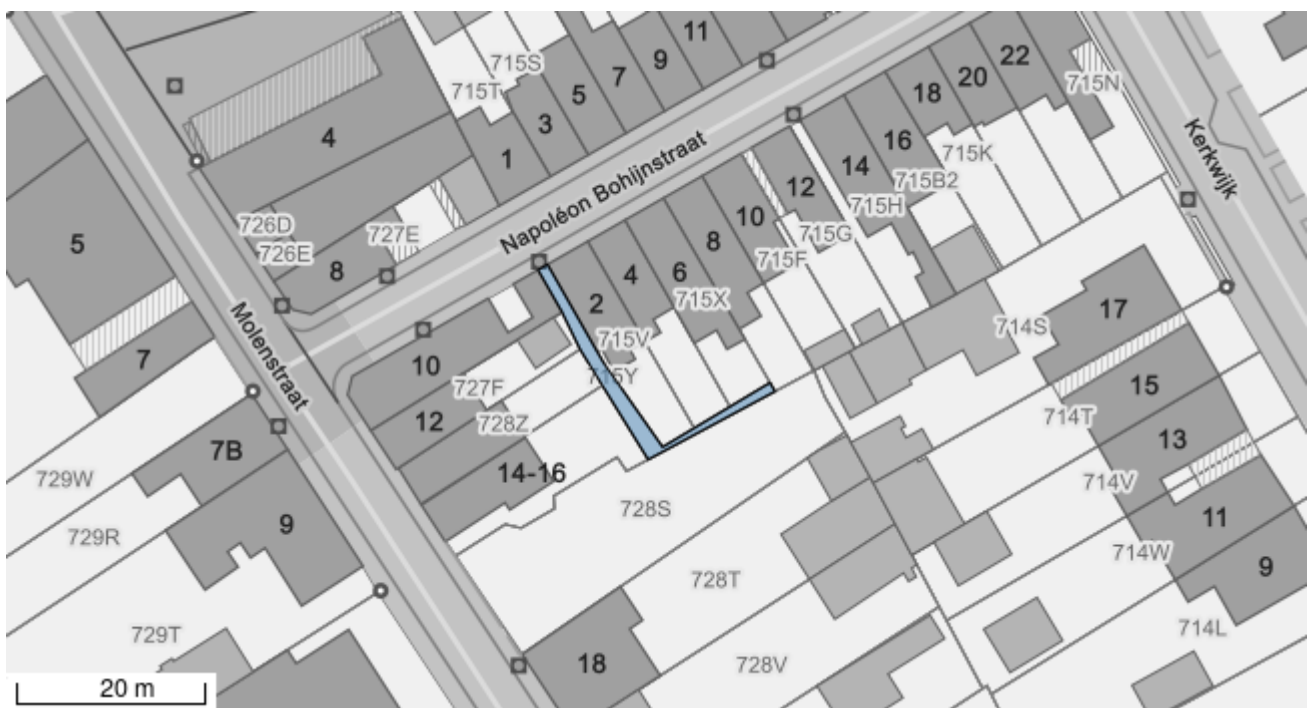 11
9
7
5
3
1
715S
715T
4
Napoléon Bohijnstraat
22
20
18
16
14
12
10
8
6
4
2
715N
Kerkwijk
715K
715B2
715H
715G
715F
715X
715V
715Y
726D
726E
727E
8
5
7
Molenstraat
10
12
14-16
727F
728Z
7B
9
729W
729R
729T
728S
728T
728V
18
714S
17
15
13
11
9
714T
714V
714W
714L
20 m